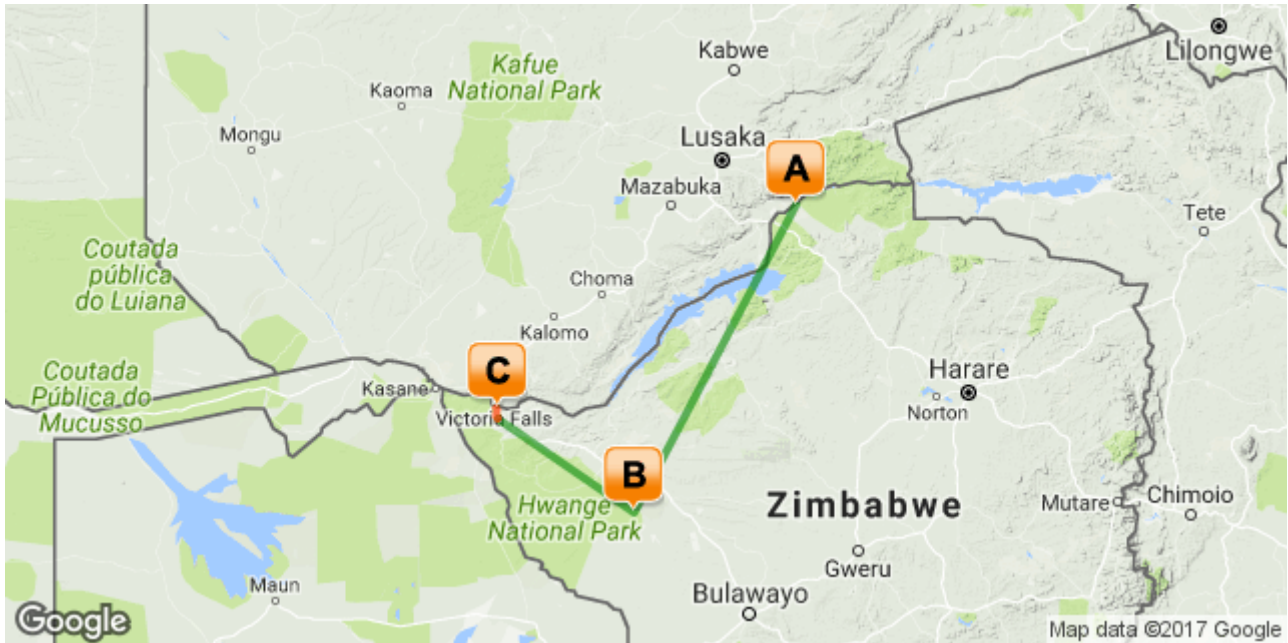 Lilongwe
Kabwe
Kafue
National Park
Kaoma
Mongu
Lusaka
A
Mazabuka
Tete
Coutada
pública
do Luiana
Choma
Kalomo
Harare
Norton
C
Coutada
Pública do
Mucusso
Kasane
Victoria Falls
B
Hwange
National Park
Zimbabwe
Mutare
Chimoio
Gweru
Maun
Bulawayo
Google
Map data ©2017 Google